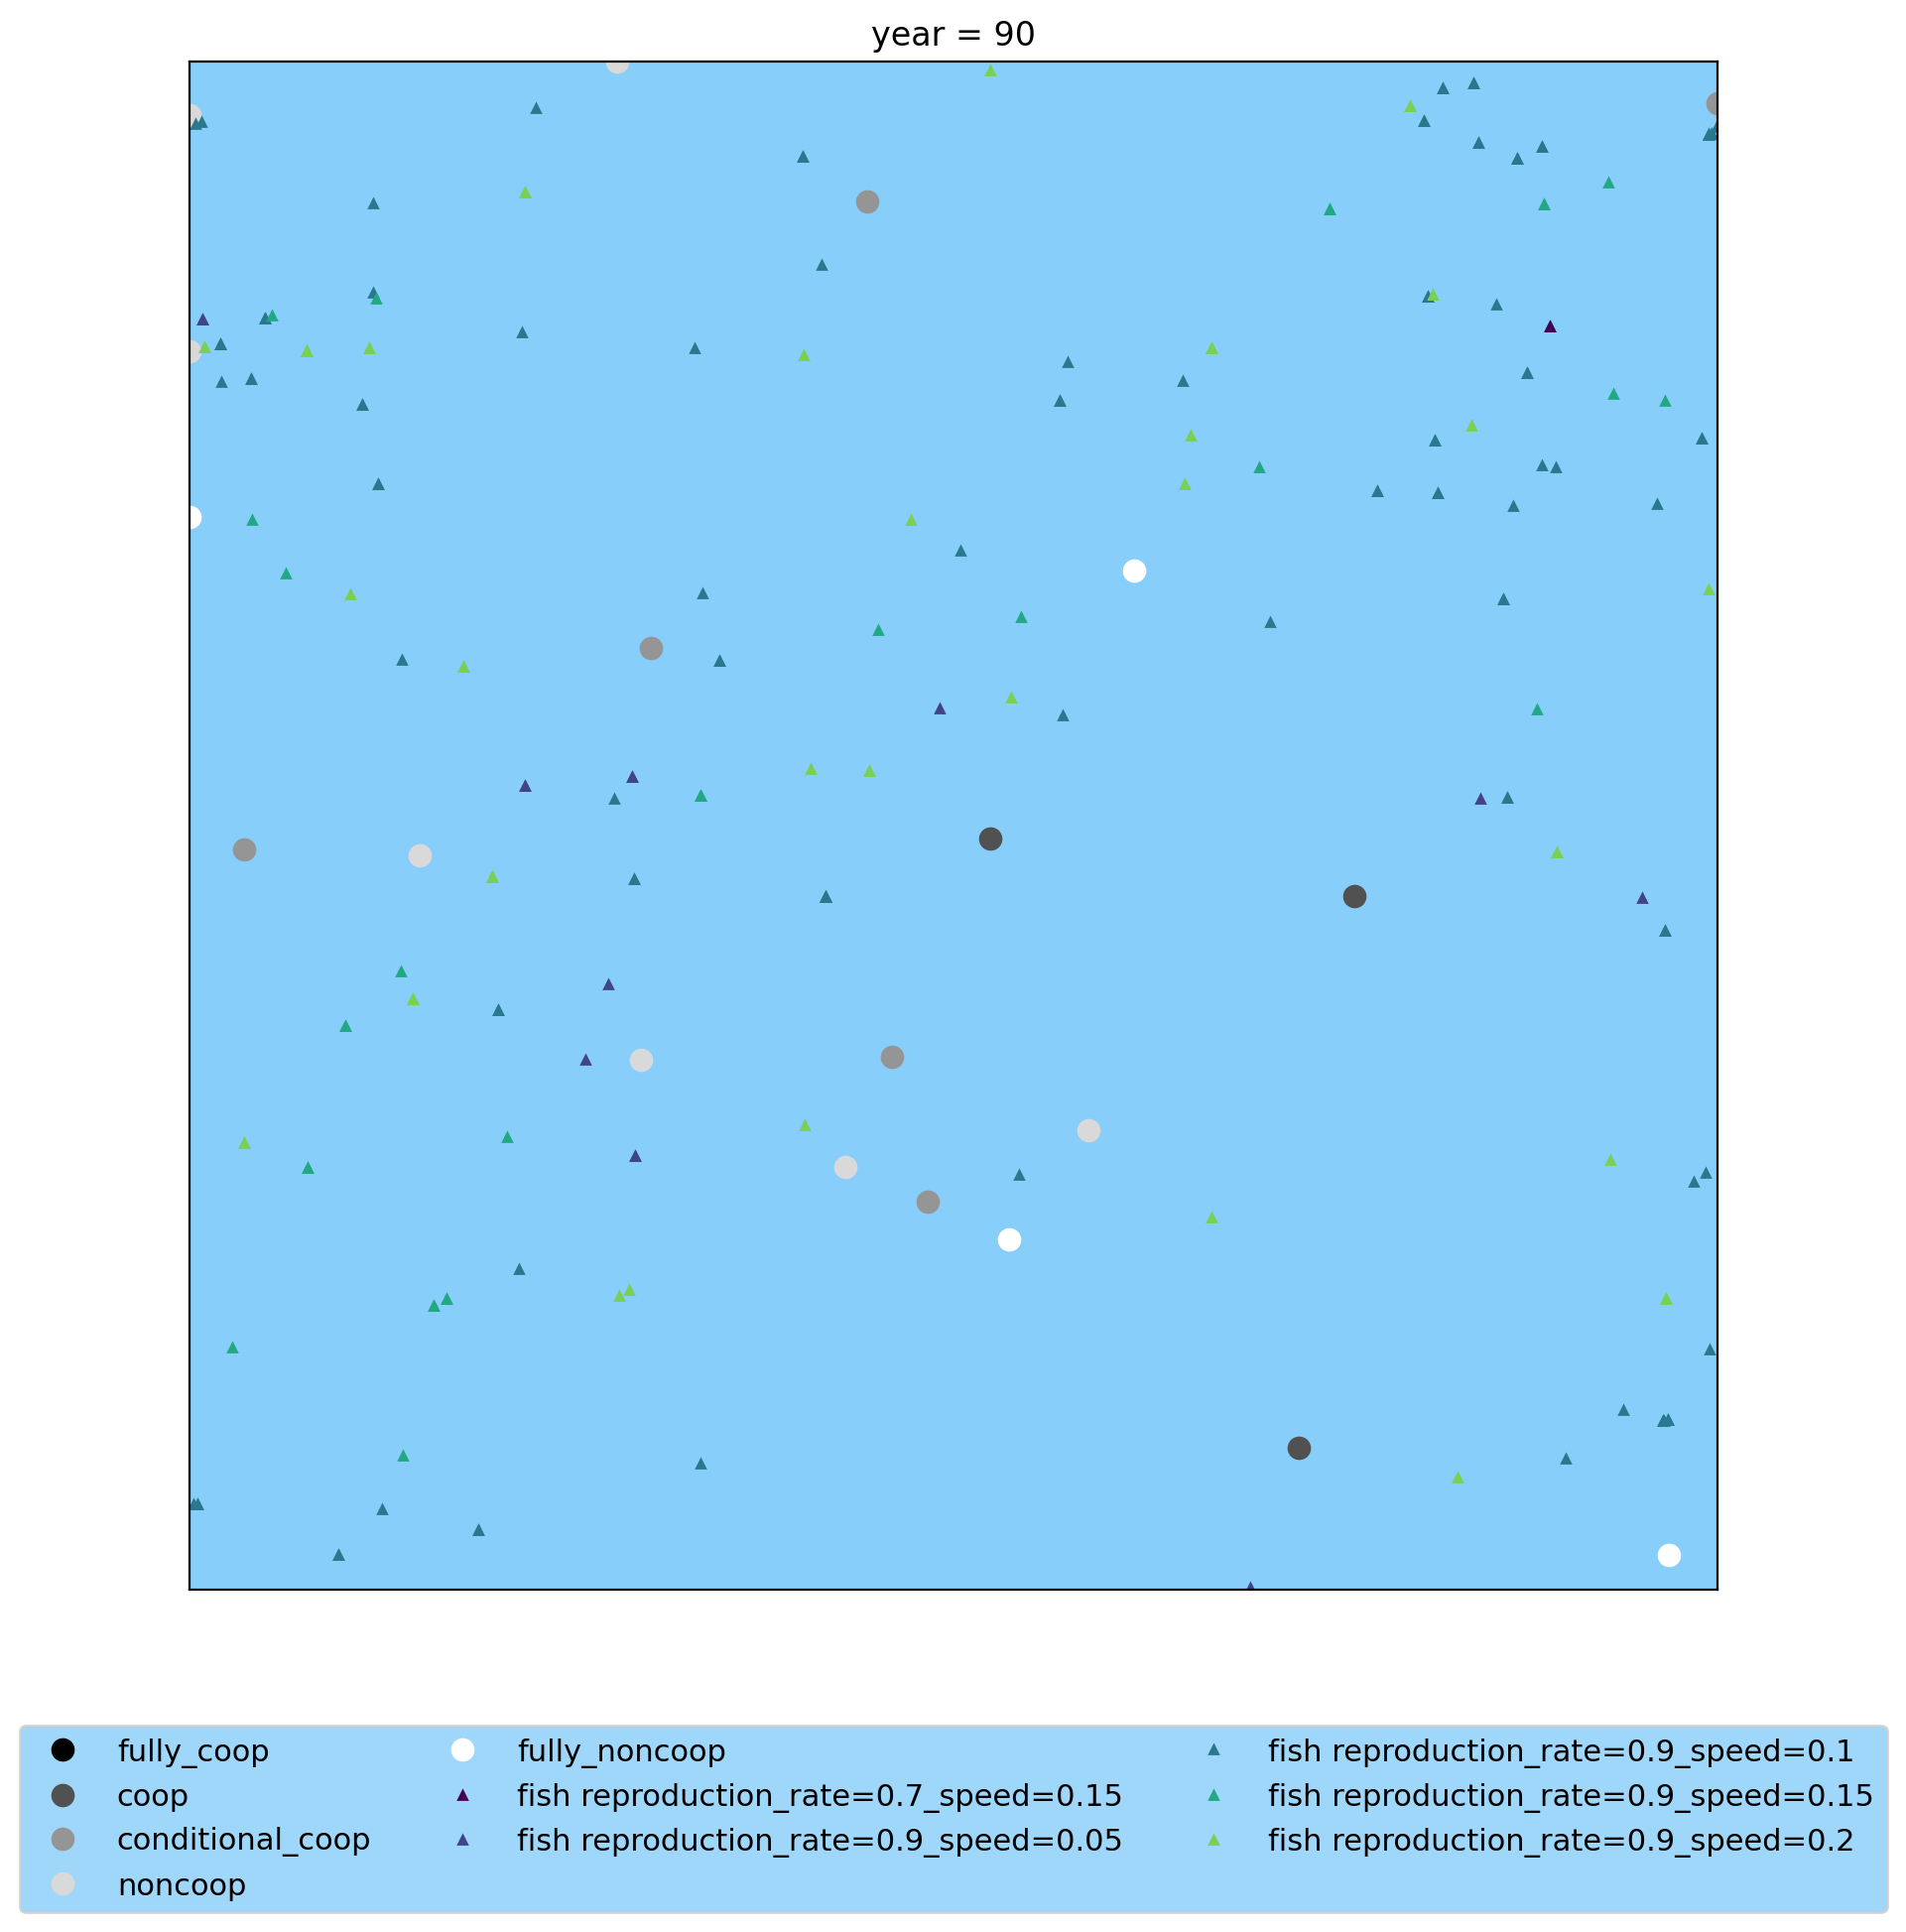 year = 90
fully_coop
coop
conditional_coop
noncoop
fully_noncoop
fish reproduction_rate=0.7_speed=0.15
fish reproduction_rate=0.9_speed=0.05
fish reproduction_rate=0.9_speed=0.1
fish reproduction_rate=0.9_speed=0.15
fish reproduction_rate=0.9_speed=0.2